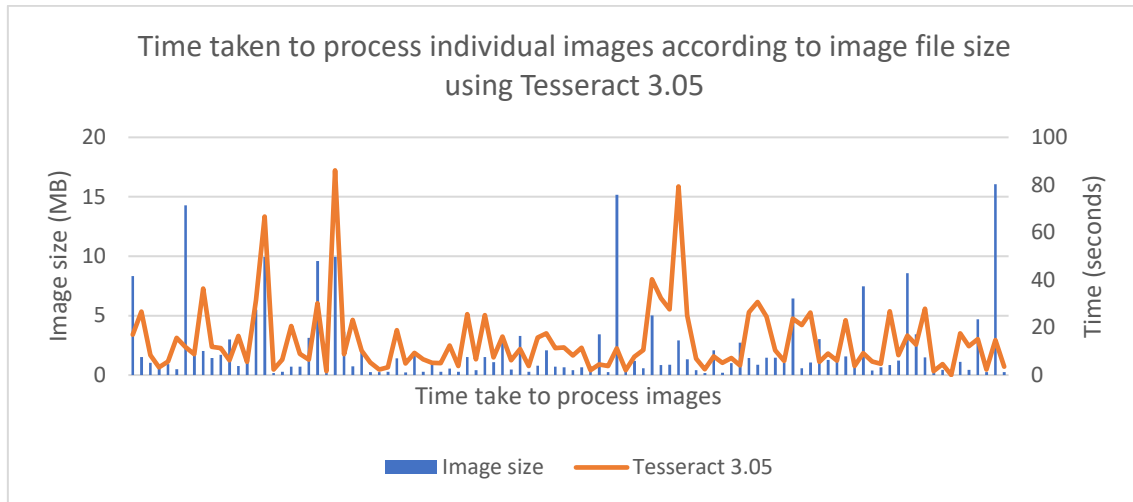 Time taken to process individual images according to image file size
using Tesseract 3.05
20
15
10
5
0
Image size (MB)
100
80
60
40
20
0
Time (seconds)
Time take to process images
Image size
Tesseract 3.05